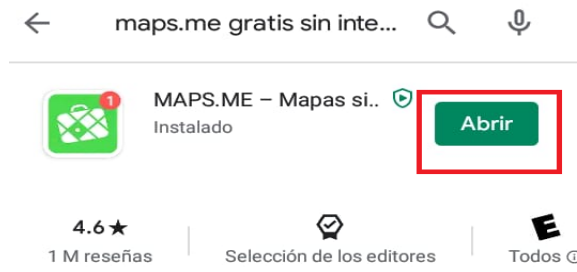 maps.me gratis sin inte...
1
MAPS.ME – Mapas si..
Instalado
Abrir
4.6★
1 M reseñas
Selección de los editores
E
Todos